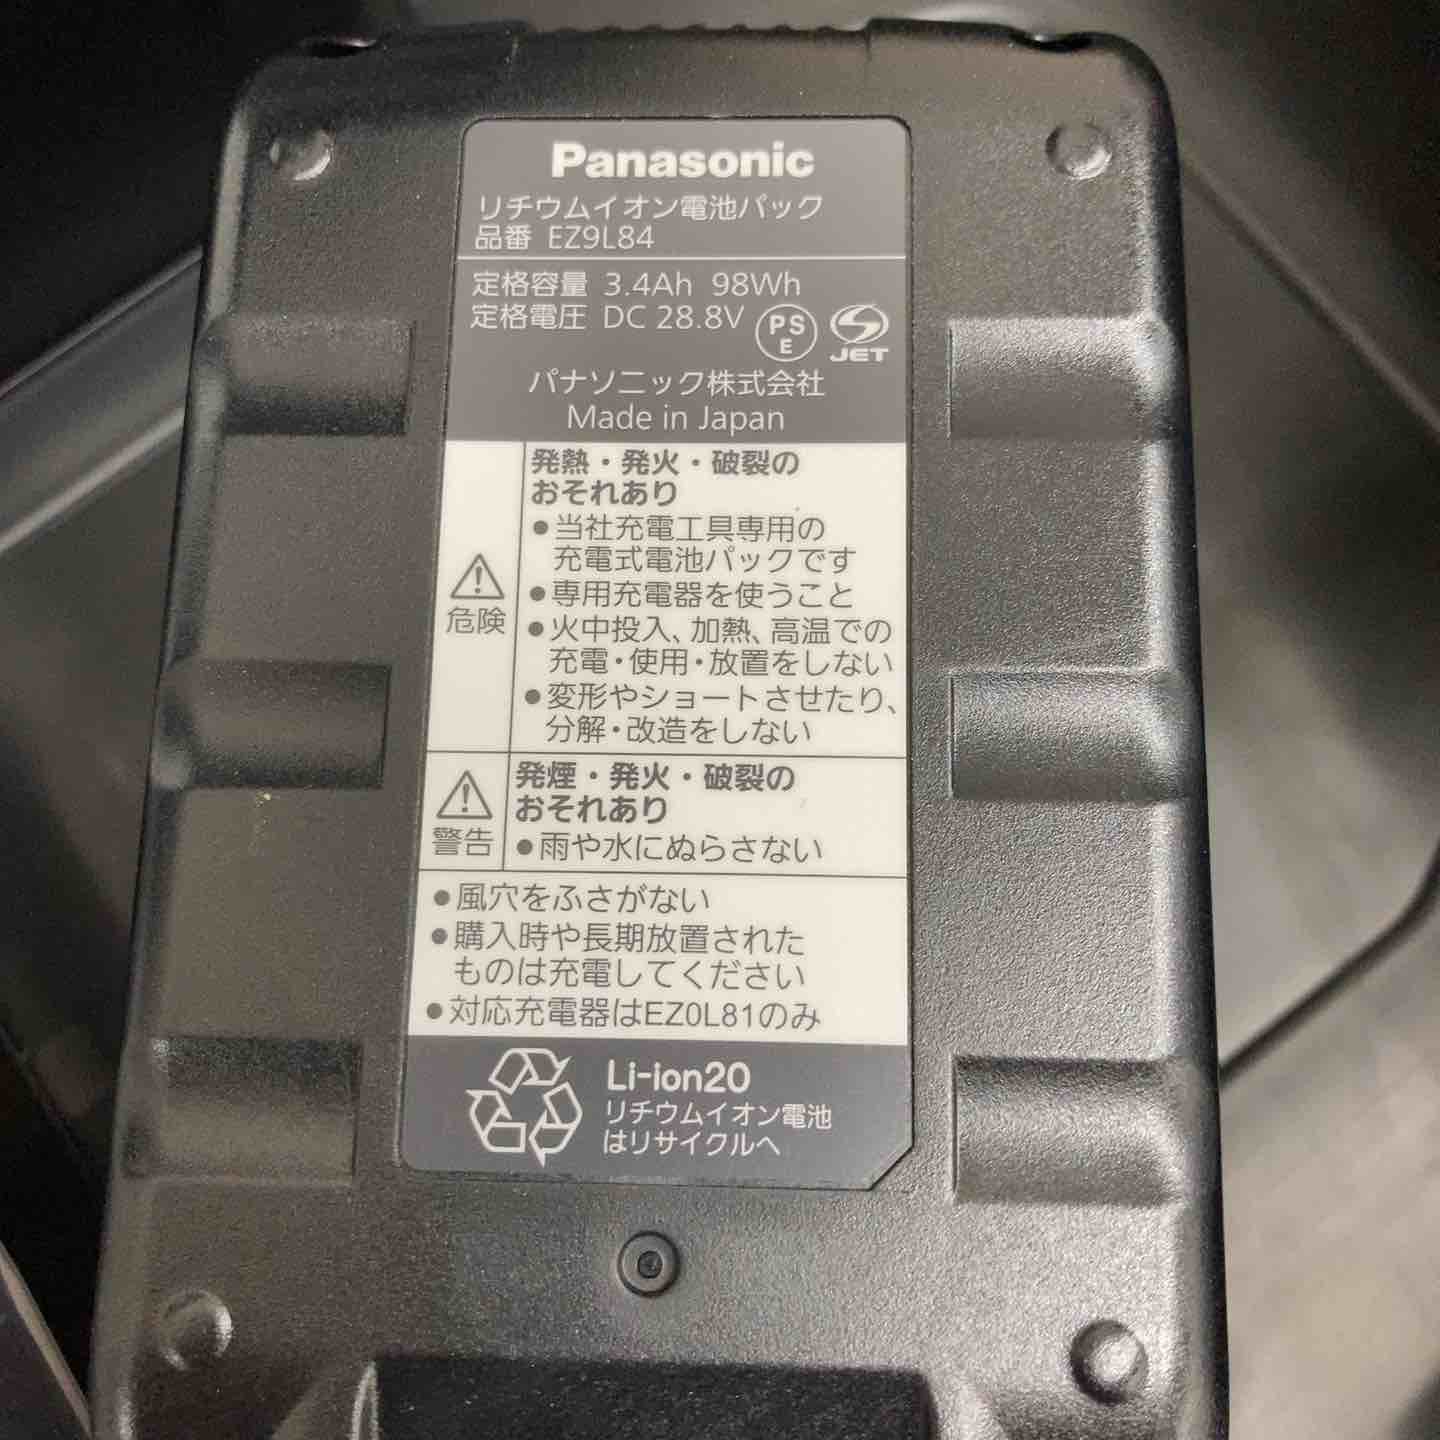 Panasonic
リチウムイオン電池パック
品番 EZ9L84
定格容量 3.4Ah 98Wh
定格電圧 DC 28.8V
PS
E
JET
パナソニック株式会社
Made in Japan
危険
発熱・発火・破裂の
おそれあり
●当社充電工具専用の
充電式電池パックです
●専用充電器を使うこと
●火中投入、加熱、高温での
充電・使用・放置をしない
●変形やショートさせたり、
分解・改造をしない
警告
発煙・発火・破裂の
おそれあり
●雨や水にぬらさない
●風穴をふさがない
●購入時や長期放置された
ものは充電してください
●対応充電器はEZ0L81のみ
Li-ion20
リチウムイオン電池
はリサイクルへ